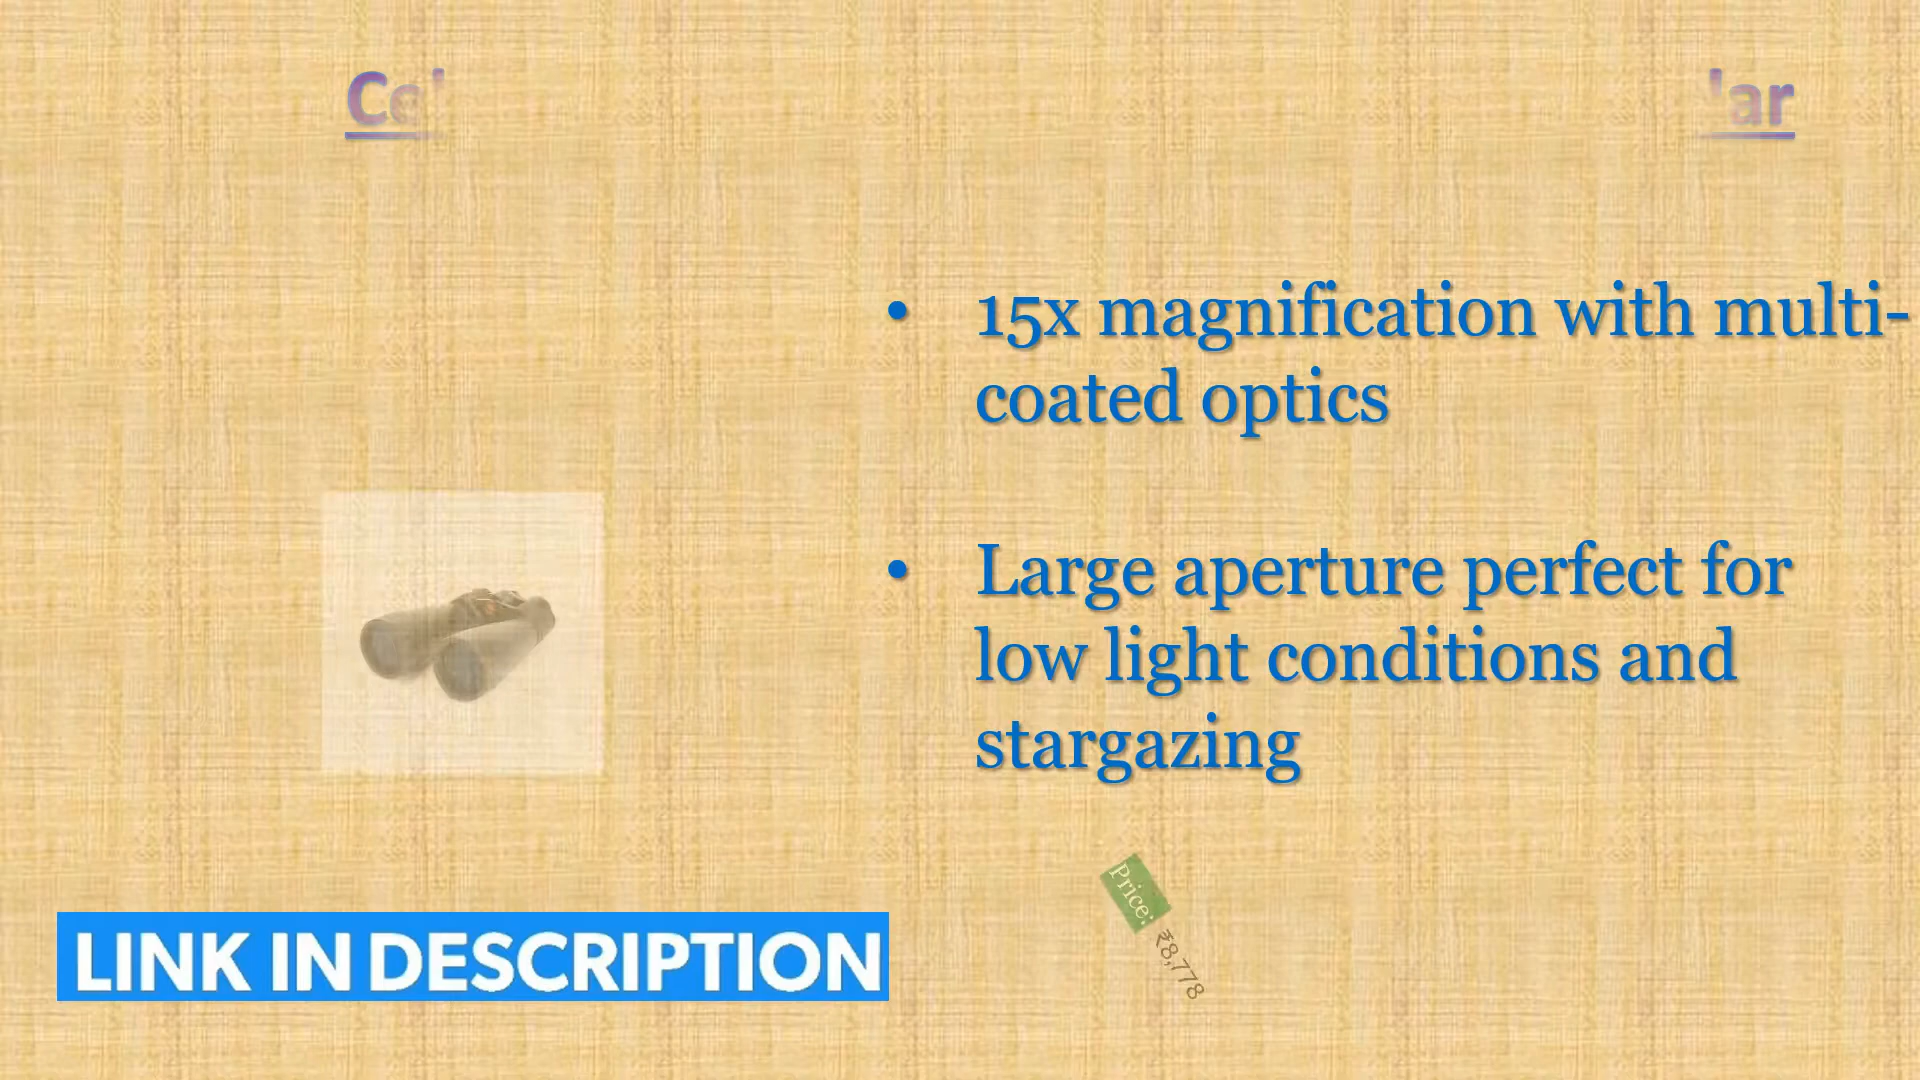 • 15x magnification with multi-
coated optics
• Large aperture perfect for
low light conditions and
stargazing
Price: ₹8,778
LINK IN DESCRIPTION